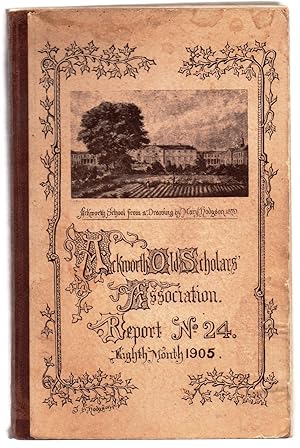 Ackworth School from a Drawing by Mary Hodgson 1870
Ackworth Old Scholars'
Association.
Report No 24.
Eighth Month 1905.